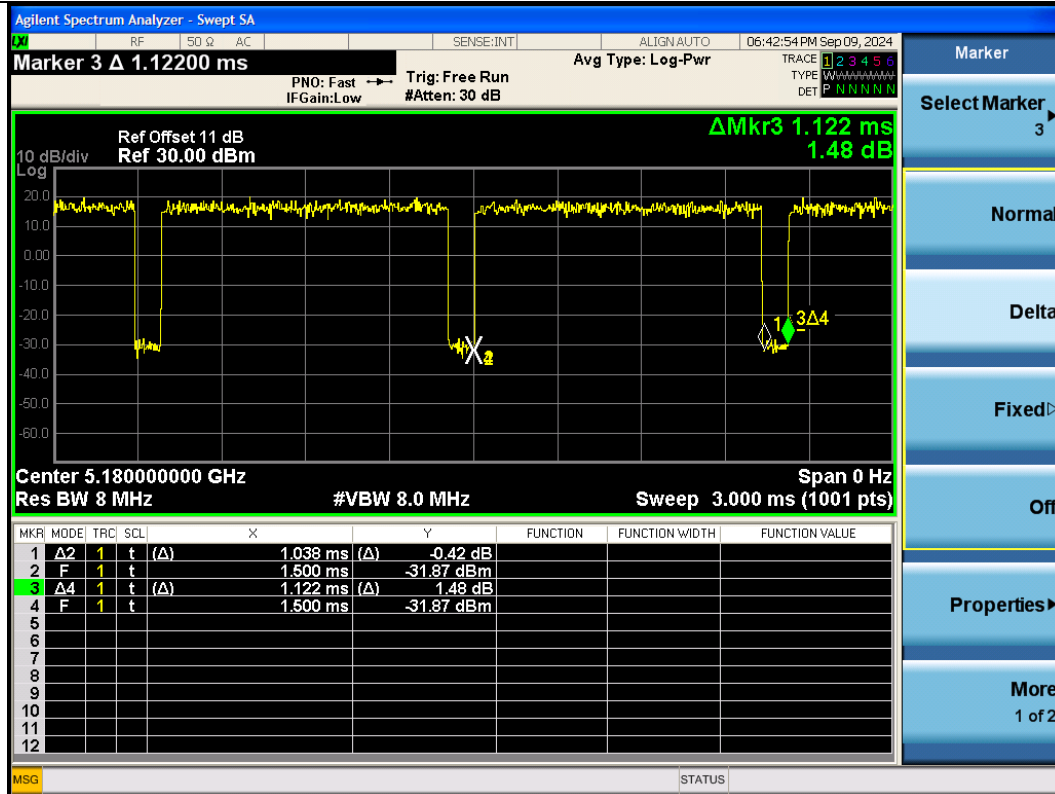 Agilent Spectrum Analyzer - Swept SA
LXI RF 50 Ω AC SENSE:INT ALIGNAUTO 06:42:54 PM Sep 09, 2024
Marker 3 Δ 1.12200 ms
PNO: Fast
IFGain:Low
Trig: Free Run
#Atten: 30 dB
Avg Type: Log-Pwr
TRACE 1 2 3 4 5 6
TYPE W
DET P N N N N N
Ref Offset 11 dB
10 dB/div Ref 30.00 dBm
Log
ΔMkr3 1.122 ms
1.48 dB
20.0
10.0
0.00
-10.0
-20.0
-30.0
-40.0
-50.0
-60.0
1 3Δ4
Center 5.180000000 GHz Span 0 Hz
Res BW 8 MHz #VBW 8.0 MHz Sweep 3.000 ms (1001 pts)
MKR MODE TRC SCL X Y FUNCTION FUNCTION WIDTH FUNCTION VALUE
1 Δ2 1 t (Δ) 1.038 ms (Δ) -0.42 dB
2 F 1 t 1.500 ms -31.87 dBm
3 Δ4 1 t (Δ) 1.122 ms (Δ) 1.48 dB
4 F 1 t 1.500 ms -31.87 dBm
5
6
7
8
9
10
11
12
MSG STATUS
Marker
Select Marker
3
Normal
Delta
Fixed
Off
Properties
More
1 of 2